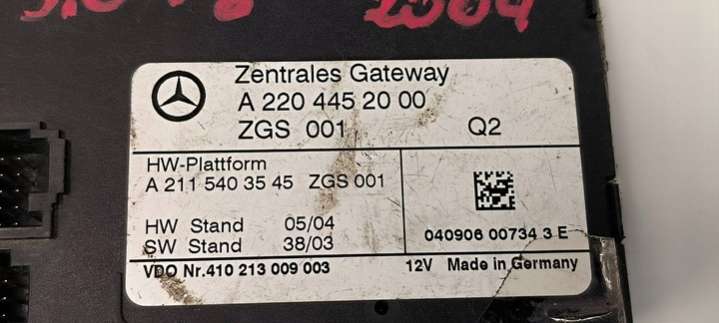 2004
Zentrales Gateway
A 220 445 20 00
ZGS 001 Q2
HW-Plattform
A 211 540 35 45 ZGS 001
HW Stand 05/04
SW Stand 38/03
040906 00734 3 E
VDO Nr.410 213 009 003 12V Made in Germany